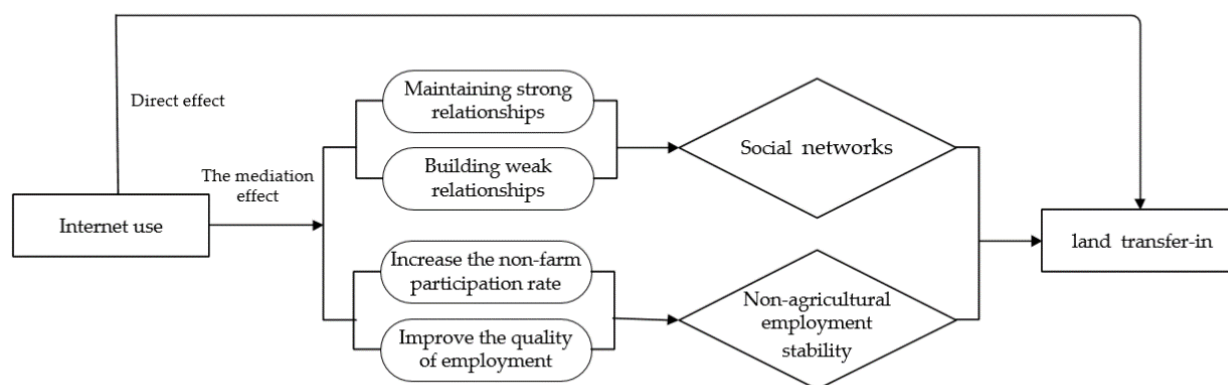 Direct effect
The mediation
effect
Internet use
Maintaining strong
relationships
Building weak
relationships
Increase the non-farm
participation rate
Improve the quality
of employment
Social networks
Non-agricultural
employment
stability
land transfer-in